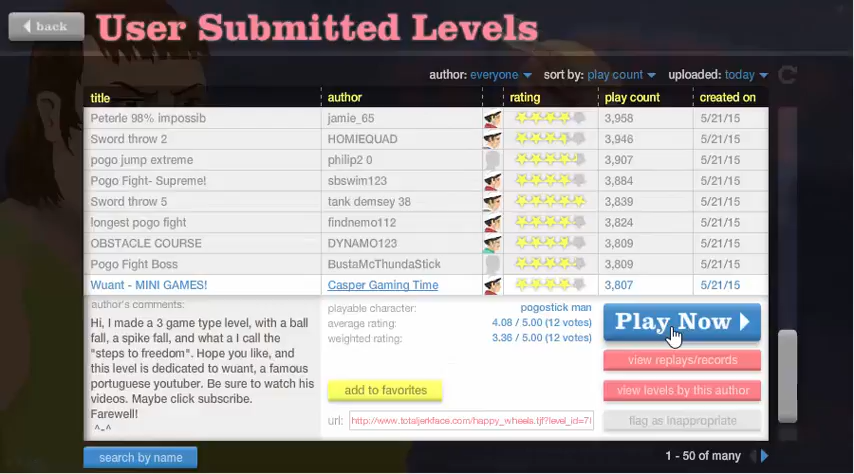 back
User Submitted Levels
author: everyone sort by: play count uploaded: today
title author rating play count created on
Peterle 98% impossib jamie_65 3,958 5/21/15
Sword throw 2 HOMIEQUAD 3,946 5/21/15
pogo jump extreme philip2 0 3,907 5/21/15
Pogo Fight- Supreme! sbswim123 3,884 5/21/15
Sword throw 5 tank demsey 38 3,839 5/21/15
longest pogo fight findnemo112 3,824 5/21/15
OBSTACLE COURSE DYNAMO123 3,809 5/21/15
Pogo Fight Boss BustaMcThundaStick 3,809 5/21/15
Wuant - MINI GAMES! Casper Gaming Time 3,807 5/21/15
author's comments:
Hi, I made a 3 game type level, with a ball
fall, a spike fall, and what a I call the
"steps to freedom". Hope you like, and
this level is dedicated to wuant, a famous
portuguese youtuber. Be sure to watch his
videos. Maybe click subscribe.
Farewell!
^-^
playable character: pogostick man
average rating: 4.08 / 5.00 (12 votes)
weighted rating: 3.36 / 5.00 (12 votes)
add to favorites
url: http://www.totaljerkface.com/happy_wheels.tjf?level_id=7
Play Now
view replays/records
view levels by this author
flag as inappropriate
search by name
1 - 50 of many